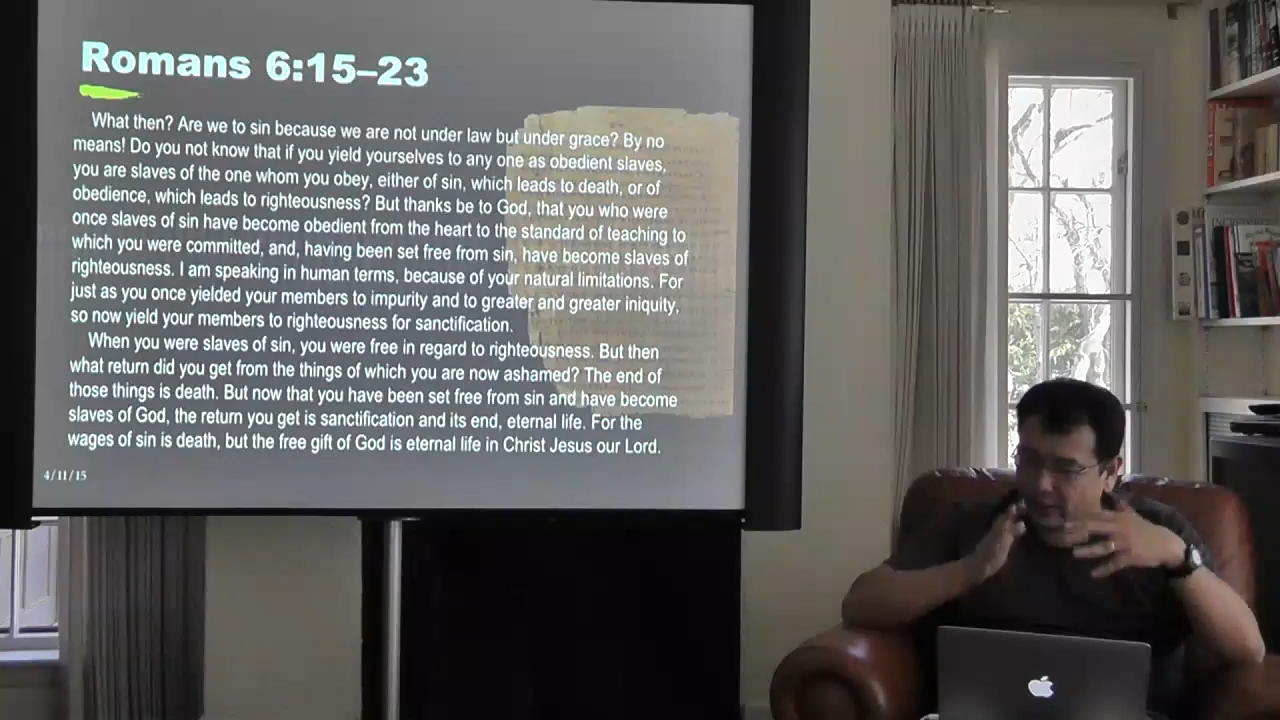 Romans 6:15–23
What then? Are we to sin because we are not under law but under grace? By no
means! Do you not know that if you yield yourselves to any one as obedient slaves,
you are slaves of the one whom you obey, either of sin, which leads to death, or of
obedience, which leads to righteousness? But thanks be to God, that you who were
once slaves of sin have become obedient from the heart to the standard of teaching to
which you were committed, and, having been set free from sin, have become slaves of
righteousness. I am speaking in human terms, because of your natural limitations. For
just as you once yielded your members to impurity and to greater and greater iniquity,
so now yield your members to righteousness for sanctification.
When you were slaves of sin, you were free in regard to righteousness. But then
what return did you get from the things of which you are now ashamed? The end of
those things is death. But now that you have been set free from sin and have become
slaves of God, the return you get is sanctification and its end, eternal life. For the
wages of sin is death, but the free gift of God is eternal life in Christ Jesus our Lord.
4/11/15